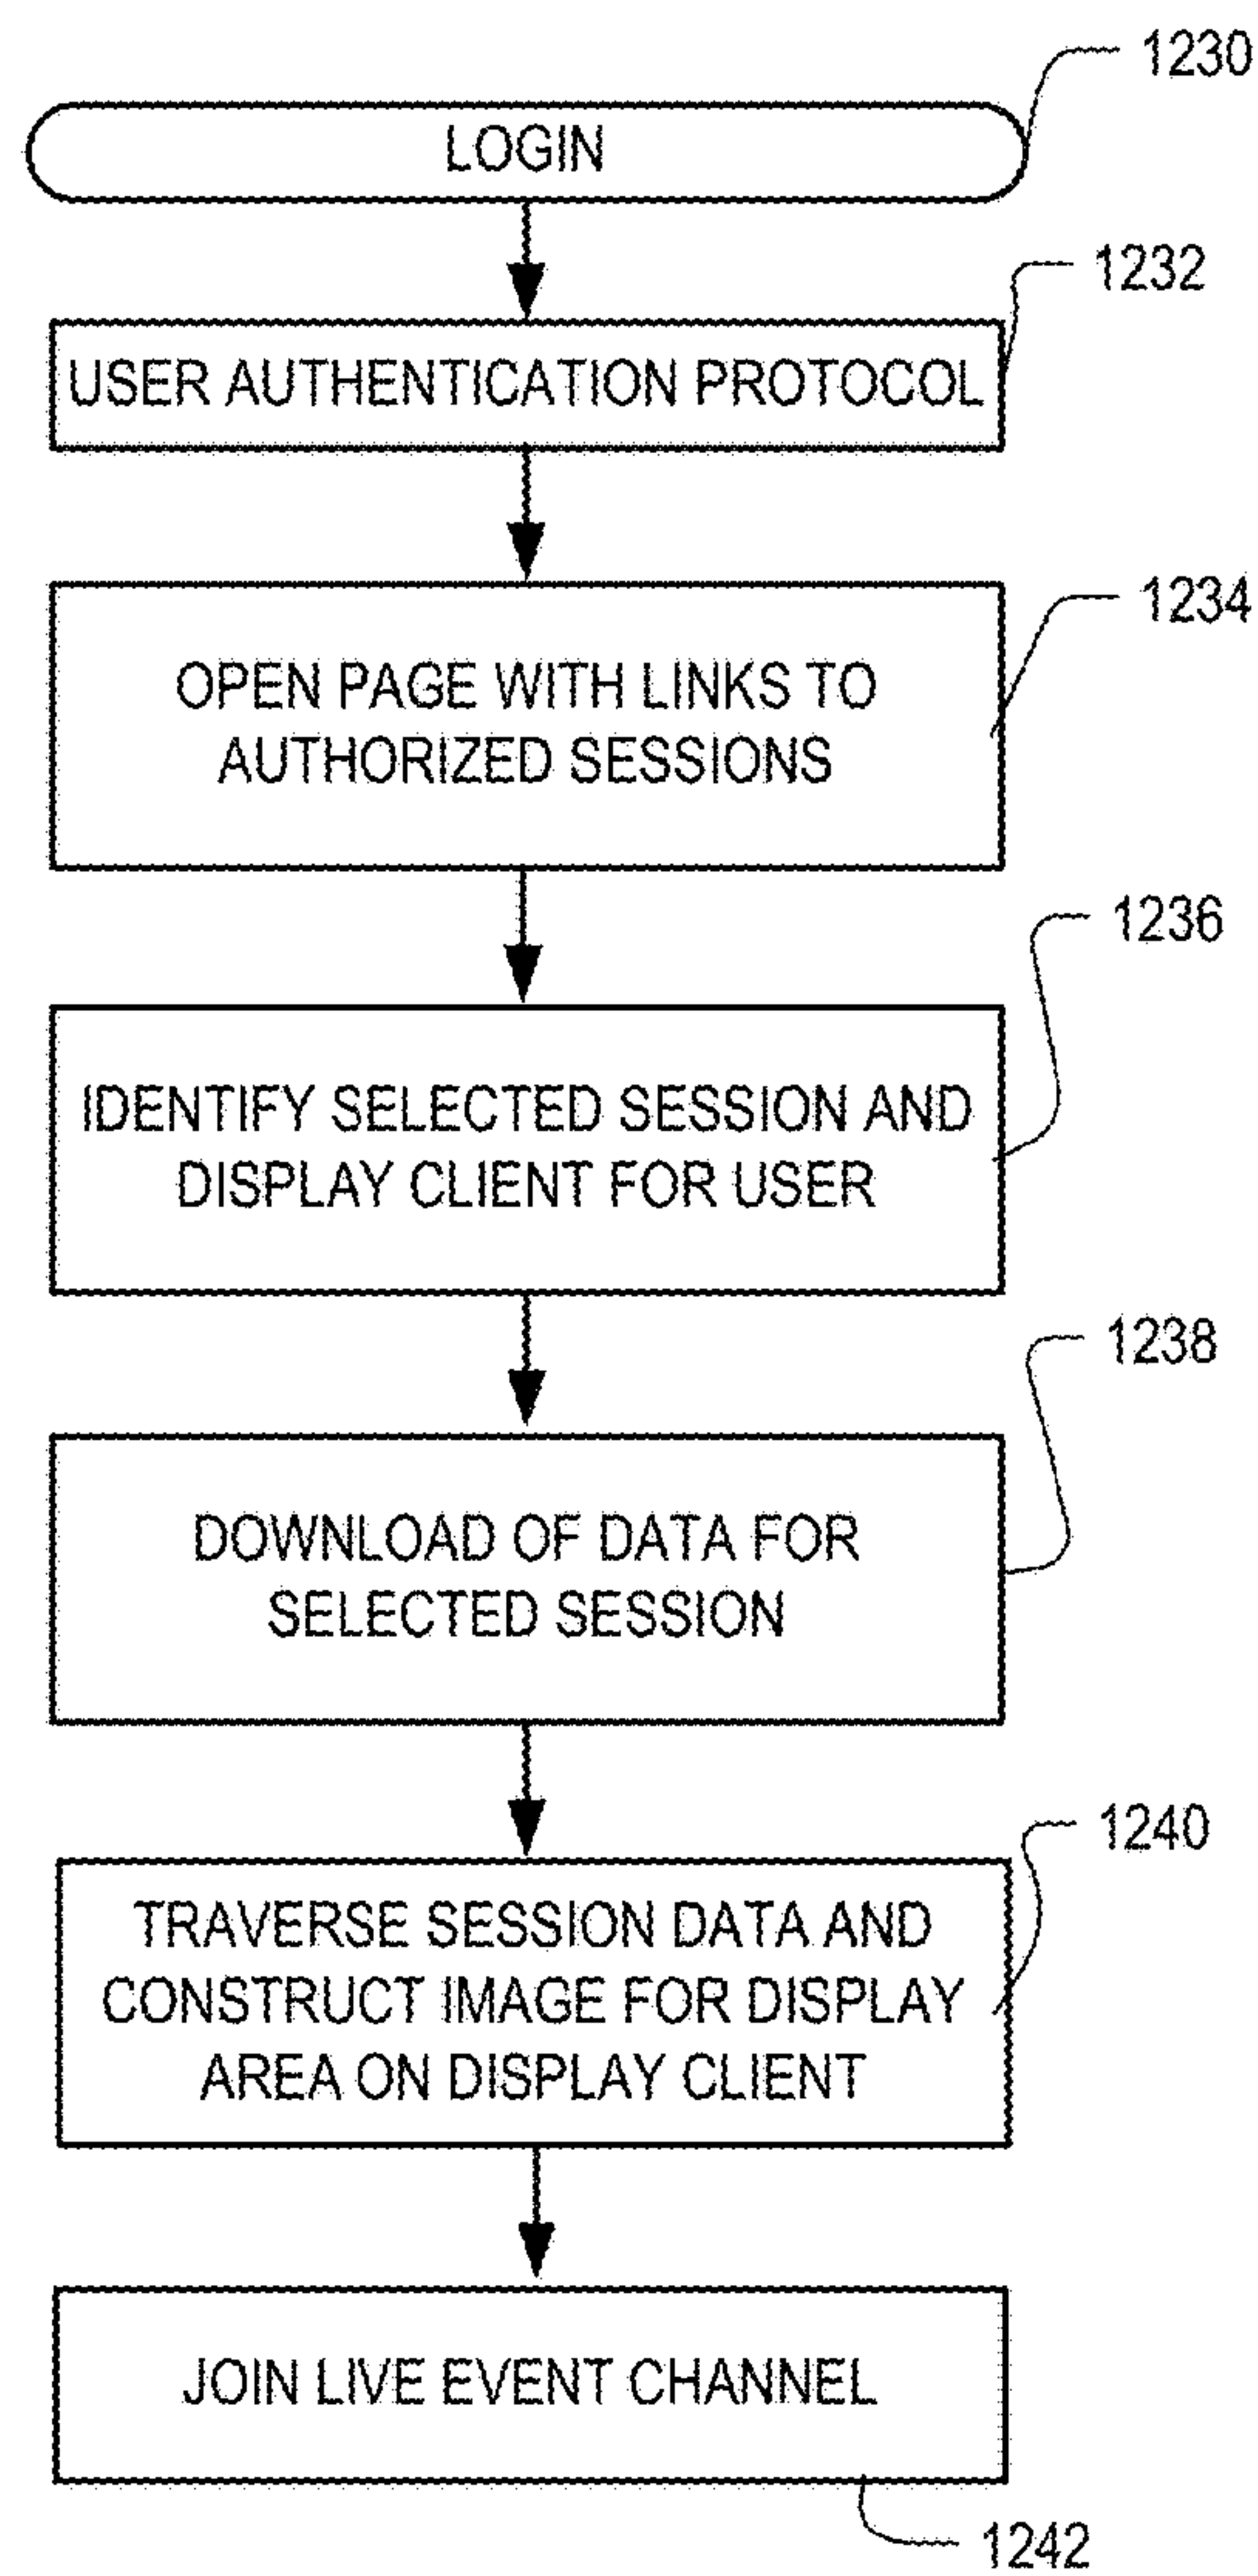 1230
LOGIN
1232
USER AUTHENTICATION PROTOCOL
1234
OPEN PAGE WITH LINKS TO
AUTHORIZED SESSIONS
1236
IDENTIFY SELECTED SESSION AND
DISPLAY CLIENT FOR USER
1238
DOWNLOAD OF DATA FOR
SELECTED SESSION
1240
TRAVERSE SESSION DATA AND
CONSTRUCT IMAGE FOR DISPLAY
AREA ON DISPLAY CLIENT
JOIN LIVE EVENT CHANNEL
1242